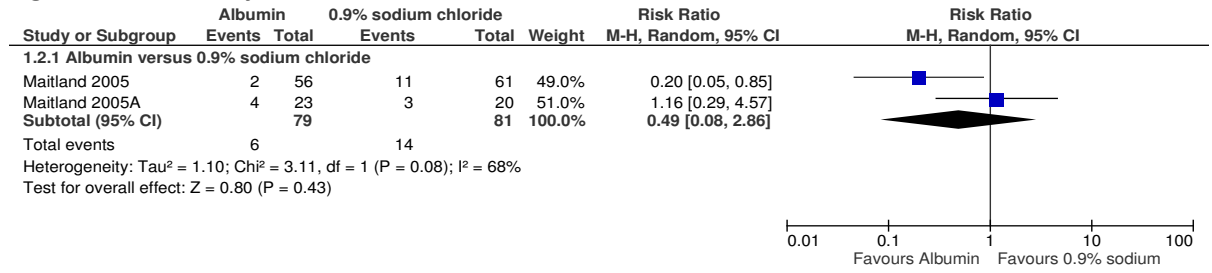 Albumin 0.9% sodium chloride Risk Ratio Risk Ratio
Study or Subgroup Events Total Events Total Weight M-H, Random, 95% CI M-H, Random, 95% CI
1.2.1 Albumin versus 0.9% sodium chloride
Maitland 2005 2 56 11 61 49.0% 0.20 [0.05, 0.85]
Maitland 2005A 4 23 3 20 51.0% 1.16 [0.29, 4.57]
Subtotal (95% CI) 79 81 100.0% 0.49 [0.08, 2.86]
Total events 6 14
Heterogeneity: Tau² = 1.10; Chi² = 3.11, df = 1 (P = 0.08); I² = 68%
Test for overall effect: Z = 0.80 (P = 0.43)
0.01 0.1 1 10 100
Favours Albumin Favours 0.9% sodium